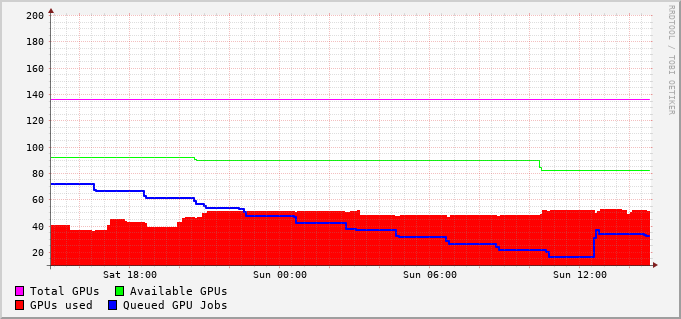 200
180
160
140
120
100
80
60
40
20
Sat 18:00 Sun 00:00 Sun 06:00 Sun 12:00
Total GPUs Available GPUs
GPUs used Queued GPU Jobs
RRDTOOL / TOBI OETIKER